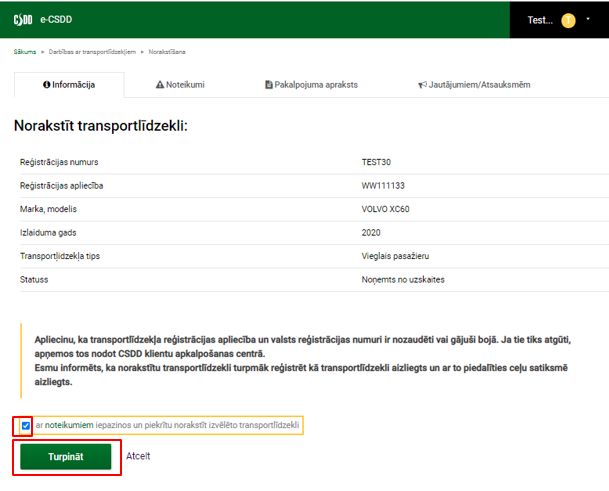 CSDD e-CSDD Test... T
Sākums » Darbības ar transportlīdzekļiem » Norakstīšana
Informācija Noteikumi Pakalpojuma apraksts Jautājumiem/Atsauksmēm
Norakstīt transportlīdzekli:
Reģistrācijas numurs TEST30
Reģistrācijas apliecība WW111133
Marka, modelis VOLVO XC60
Izlaiduma gads 2020
Transportlīdzekļa tips Vieglais pasažieru
Statuss Noņemts no uzskaites
Apliecinu, ka transportlīdzekļa reģistrācijas apliecība un valsts reģistrācijas numuri ir nozaudēti vai gājuši bojā. Ja tie tiks atgūti,
apņemos tos nodot CSDD klientu apkalpošanas centrā.
Esmu informēts, ka norakstītu transportlīdzekli turpmāk reģistrēt kā transportlīdzekli aizliegts un ar to piedalīties ceļu satiksmē
aizliegts.
ar noteikumiem iepazinos un piekrītu norakstīt izvēlēto transportlīdzekli
Turpināt Atcelt